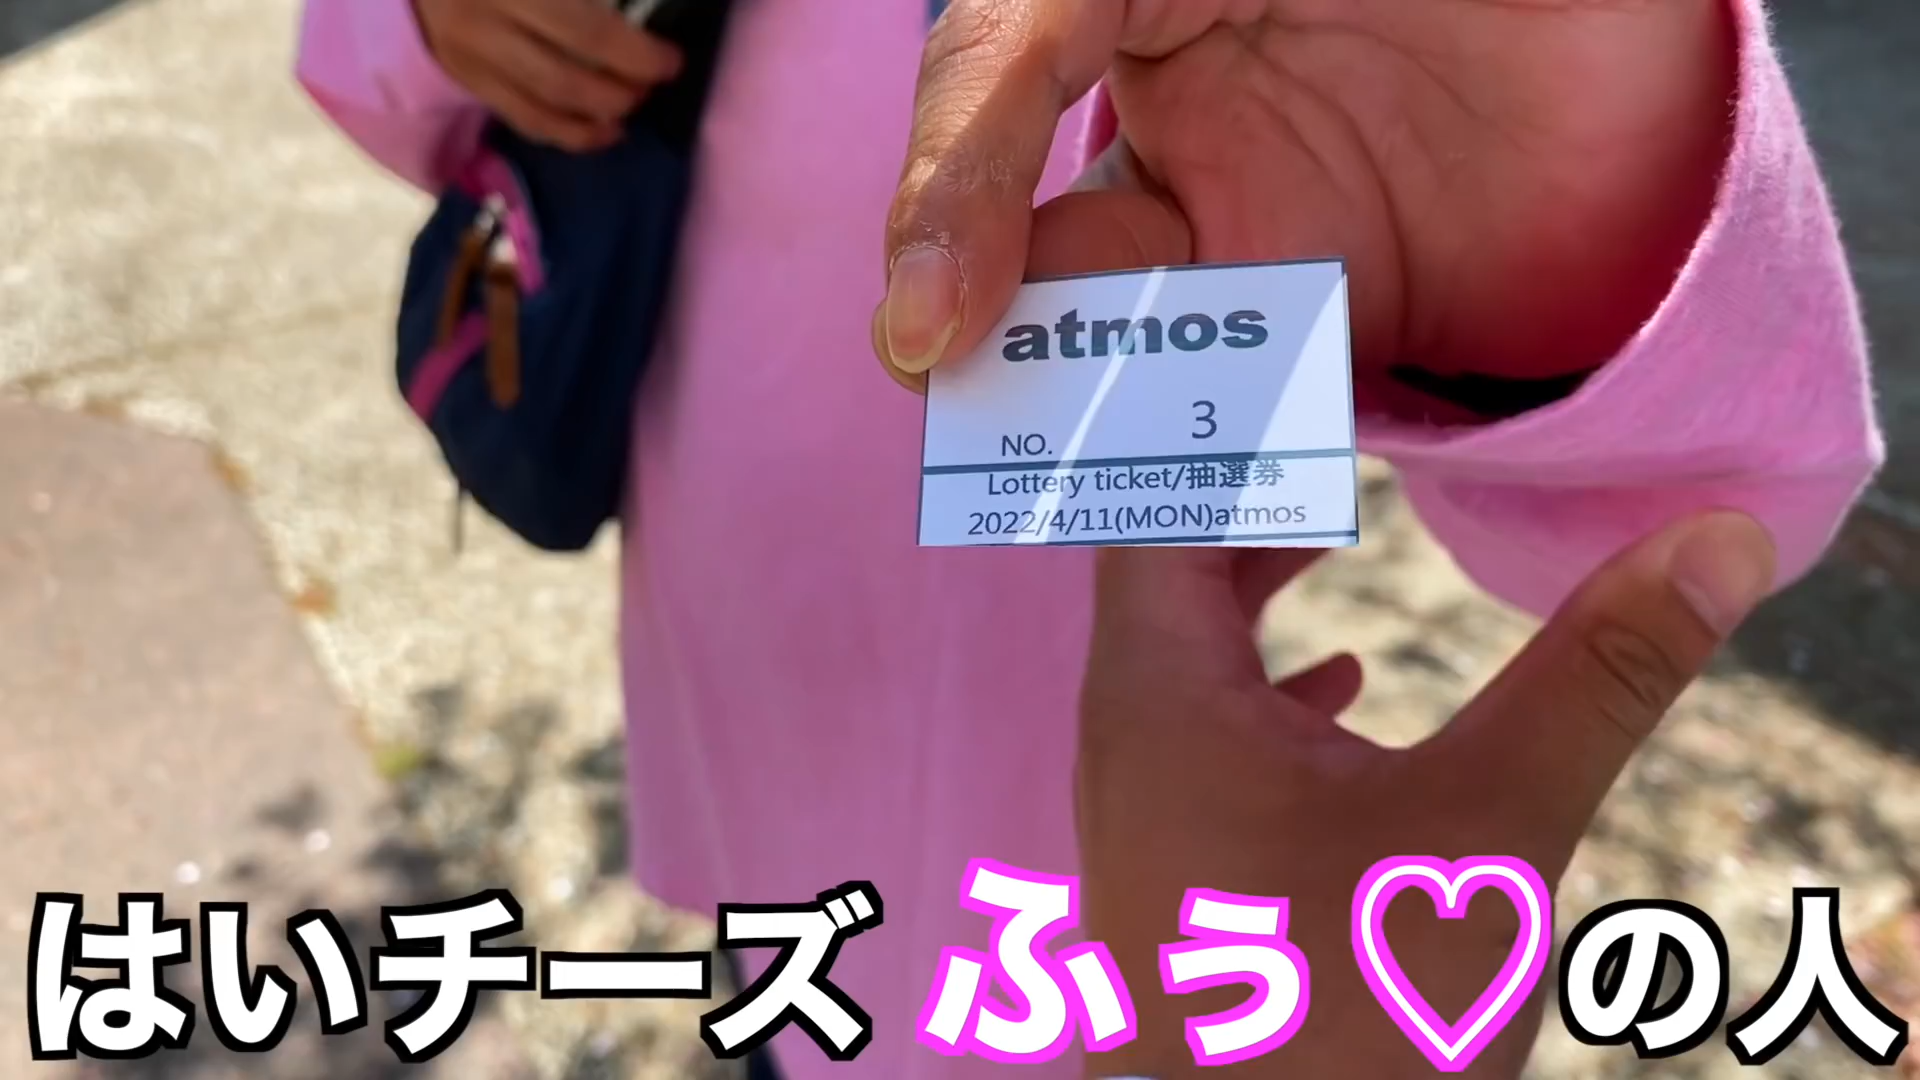 atmos
NO. 3
Lottery ticket/抽選券
2022/4/11(MON)atmos
はいチーズ ふぅ♡の人